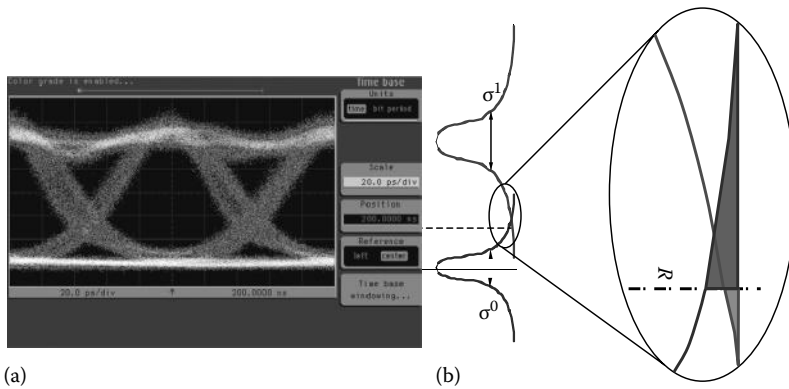 Color grade is enabled...
Time base
Units
time bit period
Scale
20.0 ps/div
Position
200.0000 ns
Reference
left center
Time base
windowing...
20.0 ps/div
200.0000 ns
σ1
σ0
R
(a)
(b)